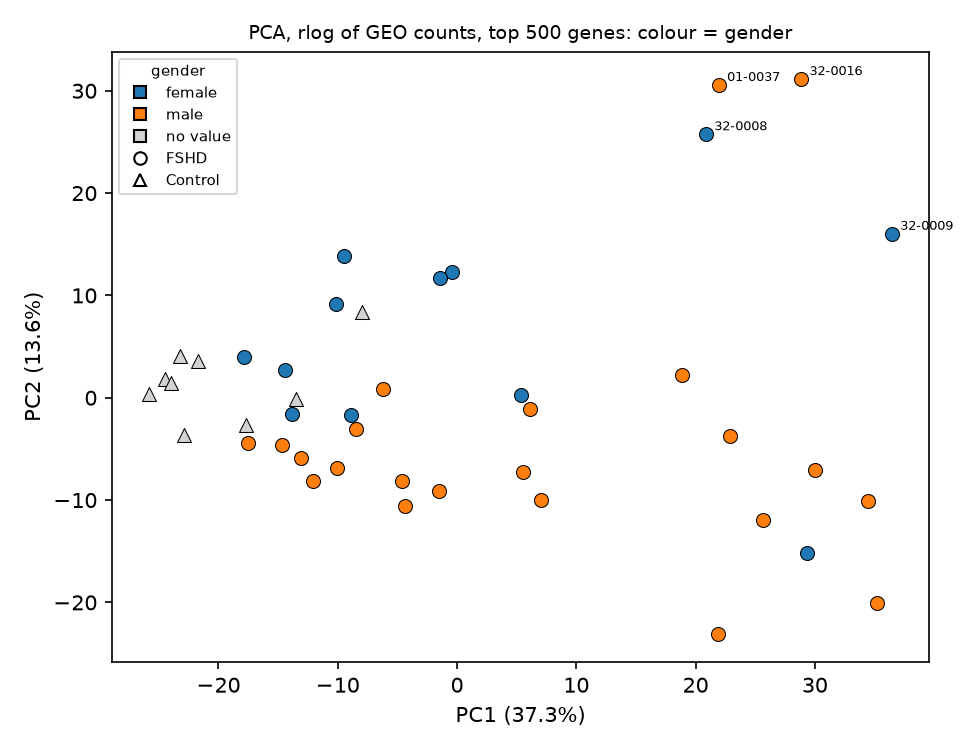 PCA, rlog of GEO counts, top 500 genes: colour = gender
gender
female
male
no value
FSHD
Control
01-0037
32-0016
32-0008
32-0009
30
20
10
0
−10
−20
PC2 (13.6%)
−20
−10
0
10
20
30
PC1 (37.3%)